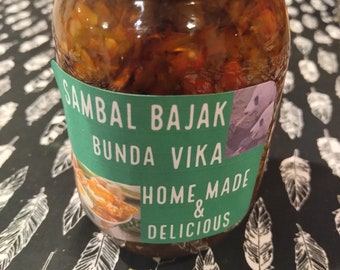 SAMBAL BAJAK
BUNDA VIKA
HOME MADE
&
DELICIOUS